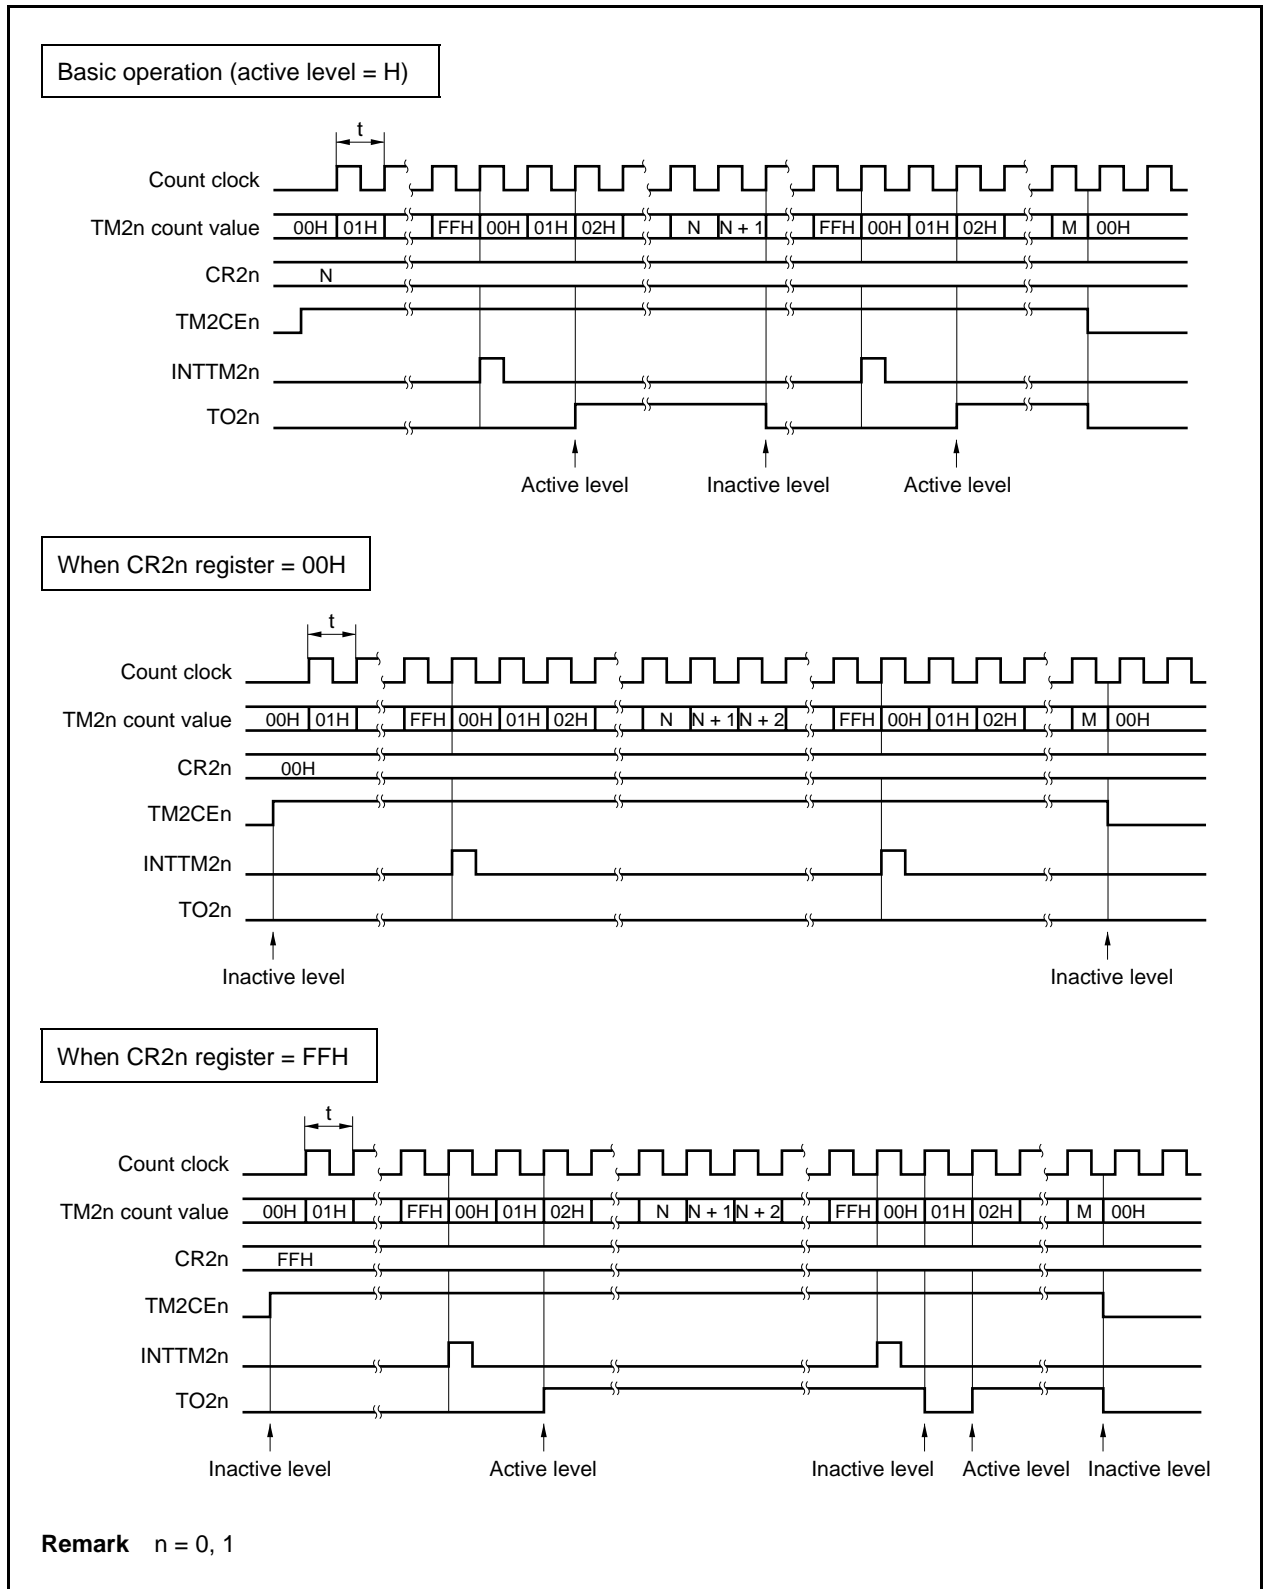 Basic operation (active level = H)
t
Count clock
TM2n count value 00H 01H FFH 00H 01H 02H N N + 1 FFH 00H 01H 02H M 00H
CR2n N
TM2CEn
INTTM2n
TO2n
Active level Inactive level Active level
When CR2n register = 00H
t
Count clock
TM2n count value 00H 01H FFH 00H 01H 02H N N + 1 N + 2 FFH 00H 01H 02H M 00H
CR2n 00H
TM2CEn
INTTM2n
TO2n
Inactive level Inactive level
When CR2n register = FFH
t
Count clock
TM2n count value 00H 01H FFH 00H 01H 02H N N + 1 N + 2 FFH 00H 01H 02H M 00H
CR2n FFH
TM2CEn
INTTM2n
TO2n
Inactive level Active level Inactive level Active level Inactive level
Remark n = 0, 1